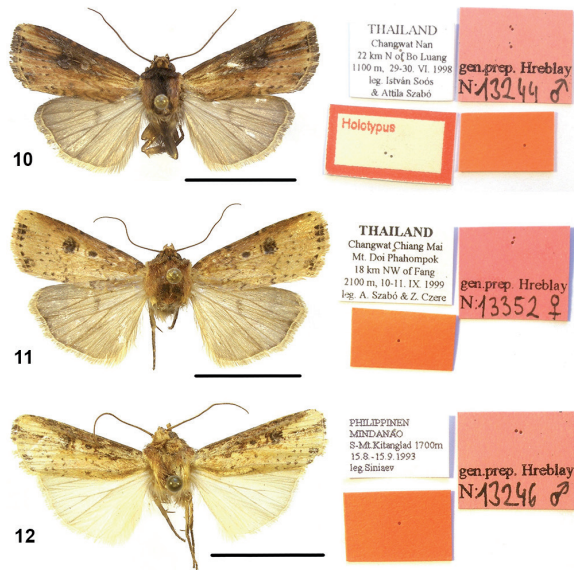 10
THAILAND
Changwat Nan
22 km N of Bo Luang
1100 m, 29-30. VI. 1998
leg. István Soós
& Attila Szabó
gen.prep. Hreblay
N:13244 ♂
Holotypus
11
THAILAND
Changwat Chiang Mai
Mt. Doi Phahompok
18 km NW of Fang
2100 m, 10-11. IX. 1999
leg. A. Szabó & Z. Czere
gen.prep. Hreblay
N:13352 ♀
12
PHILIPPINEN
MINDANAO
S-Mt.Kitanglad 1700m
15.8.-15.9.1993
leg.Siniaev
gen.prep. Hreblay
N:13246 ♂